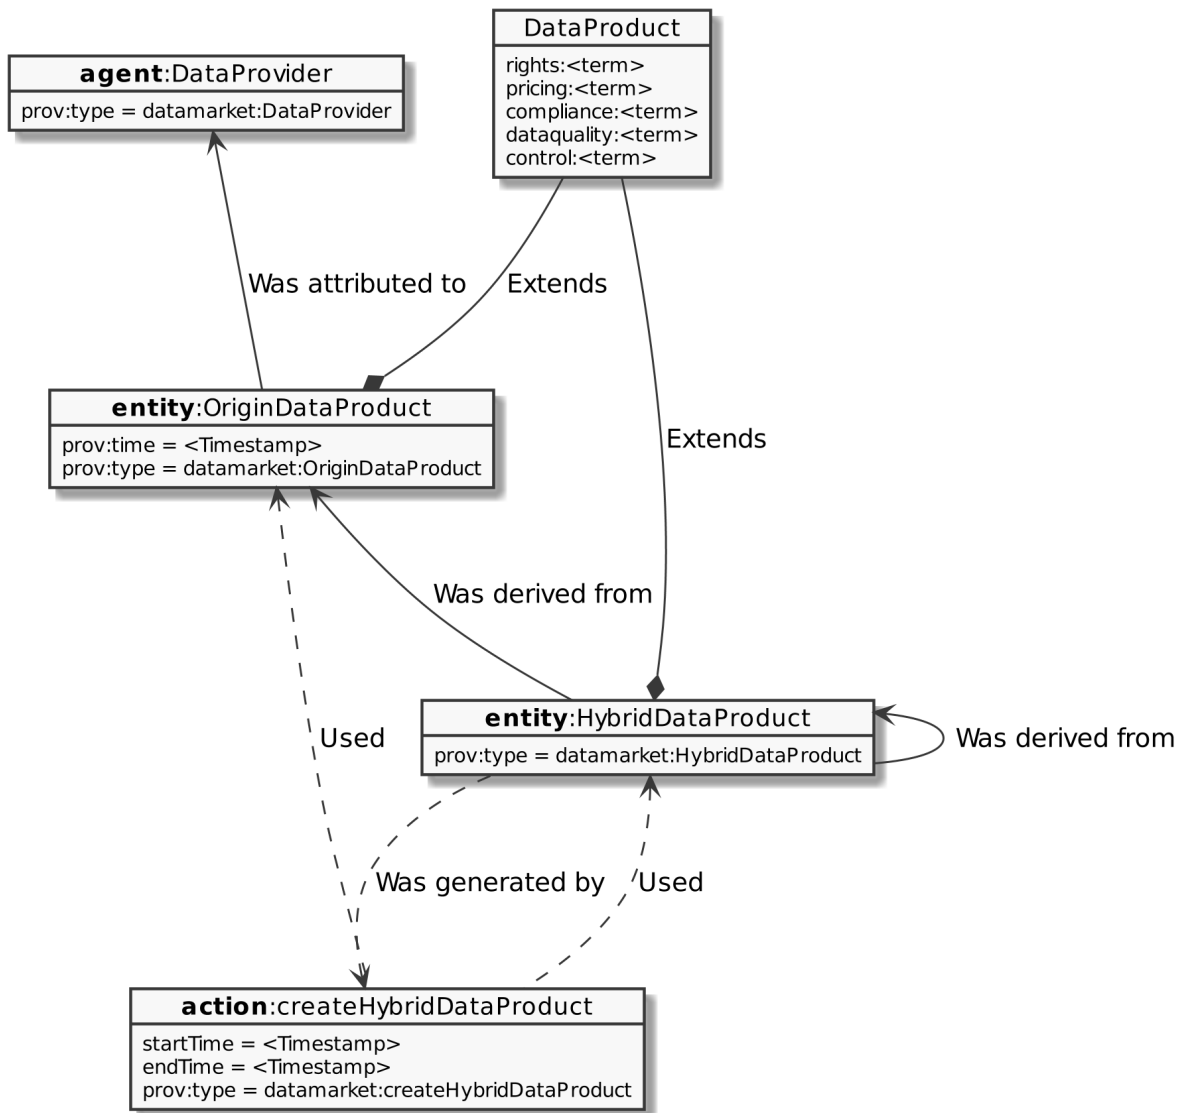 DataProduct
rights:<term>
pricing:<term>
compliance:<term>
dataquality:<term>
control:<term>
agent:DataProvider
prov:type = datamarket:DataProvider
Was attributed to
Extends
entity:OriginDataProduct
prov:time = <Timestamp>
prov:type = datamarket:OriginDataProduct
Extends
Was derived from
entity:HybridDataProduct
prov:type = datamarket:HybridDataProduct
Used
Was derived from
Was generated by
Used
action:createHybridDataProduct
startTime = <Timestamp>
endTime = <Timestamp>
prov:type = datamarket:createHybridDataProduct